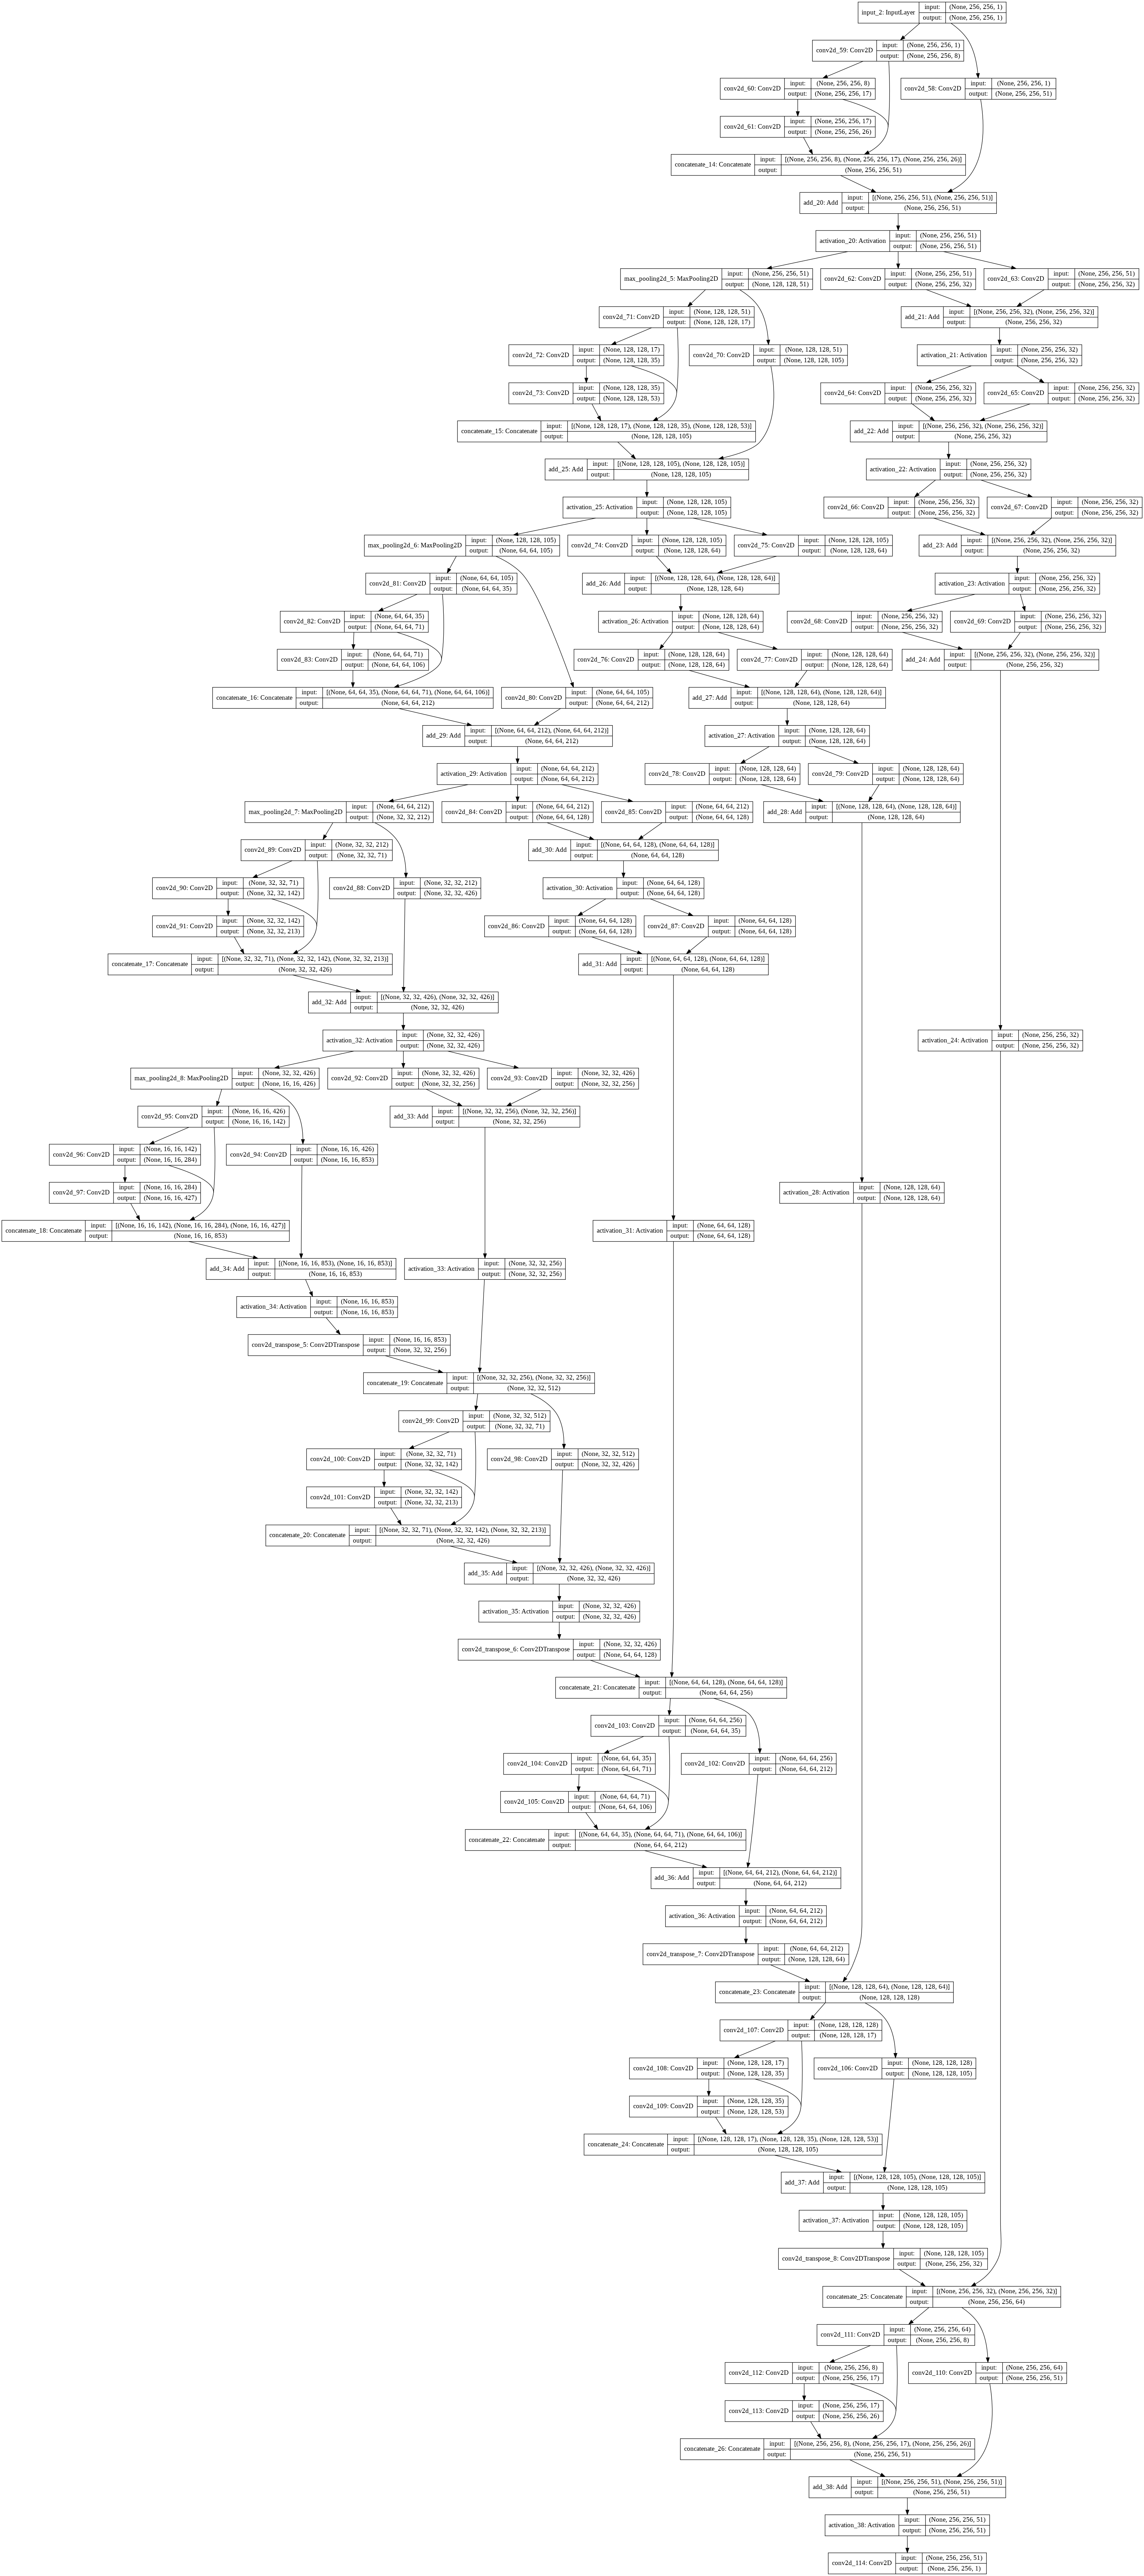 input_2: InputLayer
input: (None, 256, 256, 1)
output: (None, 256, 256, 1)
conv2d_59: Conv2D
input: (None, 256, 256, 1)
output: (None, 256, 256, 8)
conv2d_60: Conv2D
input: (None, 256, 256, 8)
output: (None, 256, 256, 17)
conv2d_58: Conv2D
input: (None, 256, 256, 1)
output: (None, 256, 256, 51)
conv2d_61: Conv2D
input: (None, 256, 256, 17)
output: (None, 256, 256, 26)
concatenate_14: Concatenate
input: [(None, 256, 256, 8), (None, 256, 256, 17), (None, 256, 256, 26)]
output: (None, 256, 256, 51)
add_20: Add
input: [(None, 256, 256, 51), (None, 256, 256, 51)]
output: (None, 256, 256, 51)
activation_20: Activation
input: (None, 256, 256, 51)
output: (None, 256, 256, 51)
max_pooling2d_5: MaxPooling2D
input: (None, 256, 256, 51)
output: (None, 128, 128, 51)
conv2d_62: Conv2D
input: (None, 256, 256, 51)
output: (None, 256, 256, 32)
conv2d_63: Conv2D
input: (None, 256, 256, 51)
output: (None, 256, 256, 32)
conv2d_71: Conv2D
input: (None, 128, 128, 51)
output: (None, 128, 128, 17)
add_21: Add
input: [(None, 256, 256, 32), (None, 256, 256, 32)]
output: (None, 256, 256, 32)
conv2d_72: Conv2D
input: (None, 128, 128, 17)
output: (None, 128, 128, 35)
conv2d_70: Conv2D
input: (None, 128, 128, 51)
output: (None, 128, 128, 105)
activation_21: Activation
input: (None, 256, 256, 32)
output: (None, 256, 256, 32)
conv2d_73: Conv2D
input: (None, 128, 128, 35)
output: (None, 128, 128, 53)
conv2d_64: Conv2D
input: (None, 256, 256, 32)
output: (None, 256, 256, 32)
conv2d_65: Conv2D
input: (None, 256, 256, 32)
output: (None, 256, 256, 32)
concatenate_15: Concatenate
input: [(None, 128, 128, 17), (None, 128, 128, 35), (None, 128, 128, 53)]
output: (None, 128, 128, 105)
add_22: Add
input: [(None, 256, 256, 32), (None, 256, 256, 32)]
output: (None, 256, 256, 32)
add_25: Add
input: [(None, 128, 128, 105), (None, 128, 128, 105)]
output: (None, 128, 128, 105)
activation_22: Activation
input: (None, 256, 256, 32)
output: (None, 256, 256, 32)
activation_25: Activation
input: (None, 128, 128, 105)
output: (None, 128, 128, 105)
conv2d_66: Conv2D
input: (None, 256, 256, 32)
output: (None, 256, 256, 32)
conv2d_67: Conv2D
input: (None, 256, 256, 32)
output: (None, 256, 256, 32)
max_pooling2d_6: MaxPooling2D
input: (None, 128, 128, 105)
output: (None, 64, 64, 105)
conv2d_74: Conv2D
input: (None, 128, 128, 105)
output: (None, 128, 128, 64)
conv2d_75: Conv2D
input: (None, 128, 128, 105)
output: (None, 128, 128, 64)
add_23: Add
input: [(None, 256, 256, 32), (None, 256, 256, 32)]
output: (None, 256, 256, 32)
conv2d_81: Conv2D
input: (None, 64, 64, 105)
output: (None, 64, 64, 35)
add_26: Add
input: [(None, 128, 128, 64), (None, 128, 128, 64)]
output: (None, 128, 128, 64)
activation_23: Activation
input: (None, 256, 256, 32)
output: (None, 256, 256, 32)
conv2d_82: Conv2D
input: (None, 64, 64, 35)
output: (None, 64, 64, 71)
activation_26: Activation
input: (None, 128, 128, 64)
output: (None, 128, 128, 64)
conv2d_68: Conv2D
input: (None, 256, 256, 32)
output: (None, 256, 256, 32)
conv2d_69: Conv2D
input: (None, 256, 256, 32)
output: (None, 256, 256, 32)
conv2d_83: Conv2D
input: (None, 64, 64, 71)
output: (None, 64, 64, 106)
conv2d_76: Conv2D
input: (None, 128, 128, 64)
output: (None, 128, 128, 64)
conv2d_77: Conv2D
input: (None, 128, 128, 64)
output: (None, 128, 128, 64)
add_24: Add
input: [(None, 256, 256, 32), (None, 256, 256, 32)]
output: (None, 256, 256, 32)
concatenate_16: Concatenate
input: [(None, 64, 64, 35), (None, 64, 64, 71), (None, 64, 64, 106)]
output: (None, 64, 64, 212)
conv2d_80: Conv2D
input: (None, 64, 64, 105)
output: (None, 64, 64, 212)
add_27: Add
input: [(None, 128, 128, 64), (None, 128, 128, 64)]
output: (None, 128, 128, 64)
add_29: Add
input: [(None, 64, 64, 212), (None, 64, 64, 212)]
output: (None, 64, 64, 212)
activation_27: Activation
input: (None, 128, 128, 64)
output: (None, 128, 128, 64)
activation_29: Activation
input: (None, 64, 64, 212)
output: (None, 64, 64, 212)
conv2d_78: Conv2D
input: (None, 128, 128, 64)
output: (None, 128, 128, 64)
conv2d_79: Conv2D
input: (None, 128, 128, 64)
output: (None, 128, 128, 64)
max_pooling2d_7: MaxPooling2D
input: (None, 64, 64, 212)
output: (None, 32, 32, 212)
conv2d_84: Conv2D
input: (None, 64, 64, 212)
output: (None, 64, 64, 128)
conv2d_85: Conv2D
input: (None, 64, 64, 212)
output: (None, 64, 64, 128)
add_28: Add
input: [(None, 128, 128, 64), (None, 128, 128, 64)]
output: (None, 128, 128, 64)
conv2d_89: Conv2D
input: (None, 32, 32, 212)
output: (None, 32, 32, 71)
add_30: Add
input: [(None, 64, 64, 128), (None, 64, 64, 128)]
output: (None, 64, 64, 128)
conv2d_90: Conv2D
input: (None, 32, 32, 71)
output: (None, 32, 32, 142)
conv2d_88: Conv2D
input: (None, 32, 32, 212)
output: (None, 32, 32, 426)
activation_30: Activation
input: (None, 64, 64, 128)
output: (None, 64, 64, 128)
conv2d_91: Conv2D
input: (None, 32, 32, 142)
output: (None, 32, 32, 213)
conv2d_86: Conv2D
input: (None, 64, 64, 128)
output: (None, 64, 64, 128)
conv2d_87: Conv2D
input: (None, 64, 64, 128)
output: (None, 64, 64, 128)
concatenate_17: Concatenate
input: [(None, 32, 32, 71), (None, 32, 32, 142), (None, 32, 32, 213)]
output: (None, 32, 32, 426)
add_31: Add
input: [(None, 64, 64, 128), (None, 64, 64, 128)]
output: (None, 64, 64, 128)
add_32: Add
input: [(None, 32, 32, 426), (None, 32, 32, 426)]
output: (None, 32, 32, 426)
activation_32: Activation
input: (None, 32, 32, 426)
output: (None, 32, 32, 426)
activation_24: Activation
input: (None, 256, 256, 32)
output: (None, 256, 256, 32)
max_pooling2d_8: MaxPooling2D
input: (None, 32, 32, 426)
output: (None, 16, 16, 426)
conv2d_92: Conv2D
input: (None, 32, 32, 426)
output: (None, 32, 32, 256)
conv2d_93: Conv2D
input: (None, 32, 32, 426)
output: (None, 32, 32, 256)
conv2d_95: Conv2D
input: (None, 16, 16, 426)
output: (None, 16, 16, 142)
add_33: Add
input: [(None, 32, 32, 256), (None, 32, 32, 256)]
output: (None, 32, 32, 256)
conv2d_96: Conv2D
input: (None, 16, 16, 142)
output: (None, 16, 16, 284)
conv2d_94: Conv2D
input: (None, 16, 16, 426)
output: (None, 16, 16, 853)
conv2d_97: Conv2D
input: (None, 16, 16, 284)
output: (None, 16, 16, 427)
activation_28: Activation
input: (None, 128, 128, 64)
output: (None, 128, 128, 64)
concatenate_18: Concatenate
input: [(None, 16, 16, 142), (None, 16, 16, 284), (None, 16, 16, 427)]
output: (None, 16, 16, 853)
activation_31: Activation
input: (None, 64, 64, 128)
output: (None, 64, 64, 128)
add_34: Add
input: [(None, 16, 16, 853), (None, 16, 16, 853)]
output: (None, 16, 16, 853)
activation_33: Activation
input: (None, 32, 32, 256)
output: (None, 32, 32, 256)
activation_34: Activation
input: (None, 16, 16, 853)
output: (None, 16, 16, 853)
conv2d_transpose_5: Conv2DTranspose
input: (None, 16, 16, 853)
output: (None, 32, 32, 256)
concatenate_19: Concatenate
input: [(None, 32, 32, 256), (None, 32, 32, 256)]
output: (None, 32, 32, 512)
conv2d_99: Conv2D
input: (None, 32, 32, 512)
output: (None, 32, 32, 71)
conv2d_100: Conv2D
input: (None, 32, 32, 71)
output: (None, 32, 32, 142)
conv2d_98: Conv2D
input: (None, 32, 32, 512)
output: (None, 32, 32, 426)
conv2d_101: Conv2D
input: (None, 32, 32, 142)
output: (None, 32, 32, 213)
concatenate_20: Concatenate
input: [(None, 32, 32, 71), (None, 32, 32, 142), (None, 32, 32, 213)]
output: (None, 32, 32, 426)
add_35: Add
input: [(None, 32, 32, 426), (None, 32, 32, 426)]
output: (None, 32, 32, 426)
activation_35: Activation
input: (None, 32, 32, 426)
output: (None, 32, 32, 426)
conv2d_transpose_6: Conv2DTranspose
input: (None, 32, 32, 426)
output: (None, 64, 64, 128)
concatenate_21: Concatenate
input: [(None, 64, 64, 128), (None, 64, 64, 128)]
output: (None, 64, 64, 256)
conv2d_103: Conv2D
input: (None, 64, 64, 256)
output: (None, 64, 64, 35)
conv2d_104: Conv2D
input: (None, 64, 64, 35)
output: (None, 64, 64, 71)
conv2d_102: Conv2D
input: (None, 64, 64, 256)
output: (None, 64, 64, 212)
conv2d_105: Conv2D
input: (None, 64, 64, 71)
output: (None, 64, 64, 106)
concatenate_22: Concatenate
input: [(None, 64, 64, 35), (None, 64, 64, 71), (None, 64, 64, 106)]
output: (None, 64, 64, 212)
add_36: Add
input: [(None, 64, 64, 212), (None, 64, 64, 212)]
output: (None, 64, 64, 212)
activation_36: Activation
input: (None, 64, 64, 212)
output: (None, 64, 64, 212)
conv2d_transpose_7: Conv2DTranspose
input: (None, 64, 64, 212)
output: (None, 128, 128, 64)
concatenate_23: Concatenate
input: [(None, 128, 128, 64), (None, 128, 128, 64)]
output: (None, 128, 128, 128)
conv2d_107: Conv2D
input: (None, 128, 128, 128)
output: (None, 128, 128, 17)
conv2d_108: Conv2D
input: (None, 128, 128, 17)
output: (None, 128, 128, 35)
conv2d_106: Conv2D
input: (None, 128, 128, 128)
output: (None, 128, 128, 105)
conv2d_109: Conv2D
input: (None, 128, 128, 35)
output: (None, 128, 128, 53)
concatenate_24: Concatenate
input: [(None, 128, 128, 17), (None, 128, 128, 35), (None, 128, 128, 53)]
output: (None, 128, 128, 105)
add_37: Add
input: [(None, 128, 128, 105), (None, 128, 128, 105)]
output: (None, 128, 128, 105)
activation_37: Activation
input: (None, 128, 128, 105)
output: (None, 128, 128, 105)
conv2d_transpose_8: Conv2DTranspose
input: (None, 128, 128, 105)
output: (None, 256, 256, 32)
concatenate_25: Concatenate
input: [(None, 256, 256, 32), (None, 256, 256, 32)]
output: (None, 256, 256, 64)
conv2d_111: Conv2D
input: (None, 256, 256, 64)
output: (None, 256, 256, 8)
conv2d_112: Conv2D
input: (None, 256, 256, 8)
output: (None, 256, 256, 17)
conv2d_110: Conv2D
input: (None, 256, 256, 64)
output: (None, 256, 256, 51)
conv2d_113: Conv2D
input: (None, 256, 256, 17)
output: (None, 256, 256, 26)
concatenate_26: Concatenate
input: [(None, 256, 256, 8), (None, 256, 256, 17), (None, 256, 256, 26)]
output: (None, 256, 256, 51)
add_38: Add
input: [(None, 256, 256, 51), (None, 256, 256, 51)]
output: (None, 256, 256, 51)
activation_38: Activation
input: (None, 256, 256, 51)
output: (None, 256, 256, 51)
conv2d_114: Conv2D
input: (None, 256, 256, 51)
output: (None, 256, 256, 1)